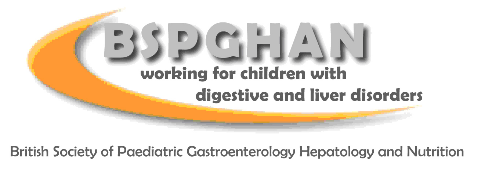 BSPGHAN
working for children with
digestive and liver disorders
British Society of Paediatric Gastroenterology Hepatology and Nutrition